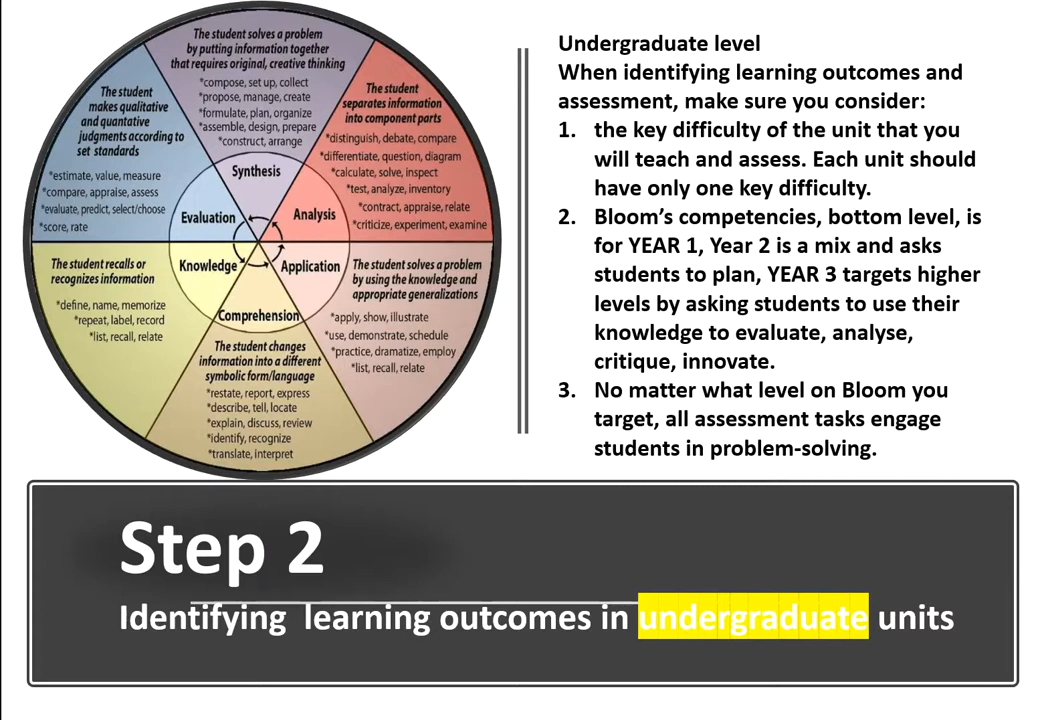 The student solves a problem
by putting information together
that requires original, creative thinking
*compose, set up, collect
*propose, manage, create
*formulate, plan, organize
*assemble, design, prepare
*construct, arrange
Synthesis
The student
separates information
into component parts
*distinguish, debate, compare
*differentiate, question, diagram
*calculate, solve, inspect
*test, analyze, inventory
*contract, appraise, relate
*criticize, experiment, examine
Analysis
The student solves a problem
by using the knowledge and
appropriate generalizations
*apply, show, illustrate
*use, demonstrate, schedule
*practice, dramatize, employ
*list, recall, relate
Application
Comprehension
The student changes
information into a different
symbolic form/language
*restate, report, express
*describe, tell, locate
*explain, discuss, review
*identify, recognize
*translate, interpret
Knowledge
The student recalls or
recognizes information
*define, name, memorize
*repeat, label, record
*list, recall, relate
The student
makes qualitative
and quantative
judgments according to
set standards
*estimate, value, measure
*compare, appraise, assess
*evaluate, predict, select/choose
*score, rate
Evaluation
Undergraduate level
When identifying learning outcomes and
assessment, make sure you consider:
1. the key difficulty of the unit that you
will teach and assess. Each unit should
have only one key difficulty.
2. Bloom’s competencies, bottom level, is
for YEAR 1, Year 2 is a mix and asks
students to plan, YEAR 3 targets higher
levels by asking students to use their
knowledge to evaluate, analyse,
critique, innovate.
3. No matter what level on Bloom you
target, all assessment tasks engage
students in problem-solving.
Step 2
Identifying learning outcomes in undergraduate units